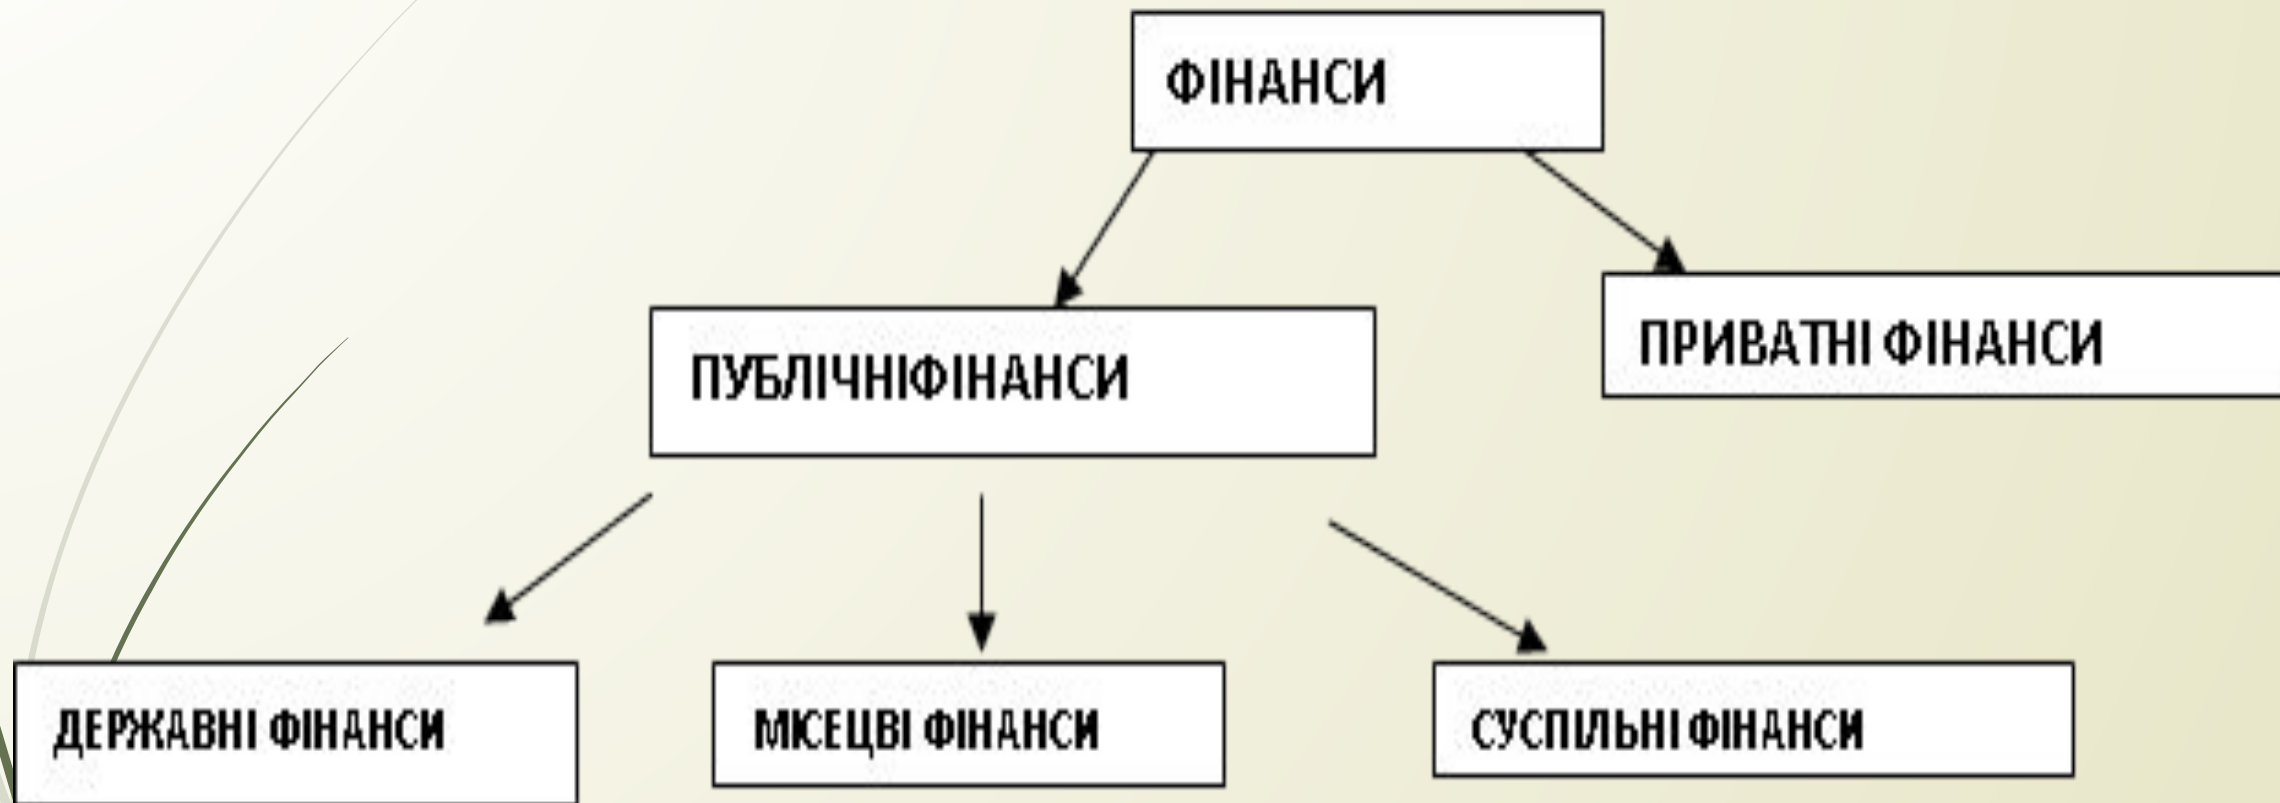 ФІНАНСИ
ПРИВАТНІ ФІНАНСИ
ПУБЛІЧНІФІНАНСИ
ДЕРЖАВНІ ФІНАНСИ
МІСЕЦВІ ФІНАНСИ
СУСПІЛЬНІ ФІНАНСИ